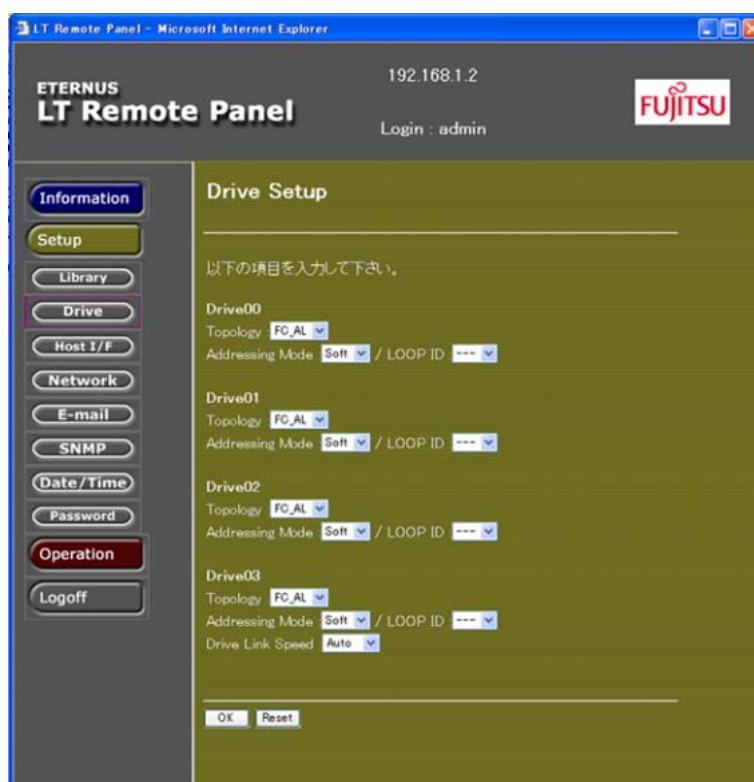 LT Remote Panel - Microsoft Internet Explorer
ETERNUS
LT Remote Panel
192.168.1.2
Login : admin
FUJITSU
Information
Setup
Library
Drive
Host I/F
Network
E-mail
SNMP
Date/Time
Password
Operation
Logoff
Drive Setup
以下の項目を入力して下さい。
Drive00
Topology FC_AL
Addressing Mode Soft / LOOP ID ---
Drive01
Topology FC_AL
Addressing Mode Soft / LOOP ID ---
Drive02
Topology FC_AL
Addressing Mode Soft / LOOP ID ---
Drive03
Topology FC_AL
Addressing Mode Soft / LOOP ID ---
Drive Link Speed Auto
OK Reset